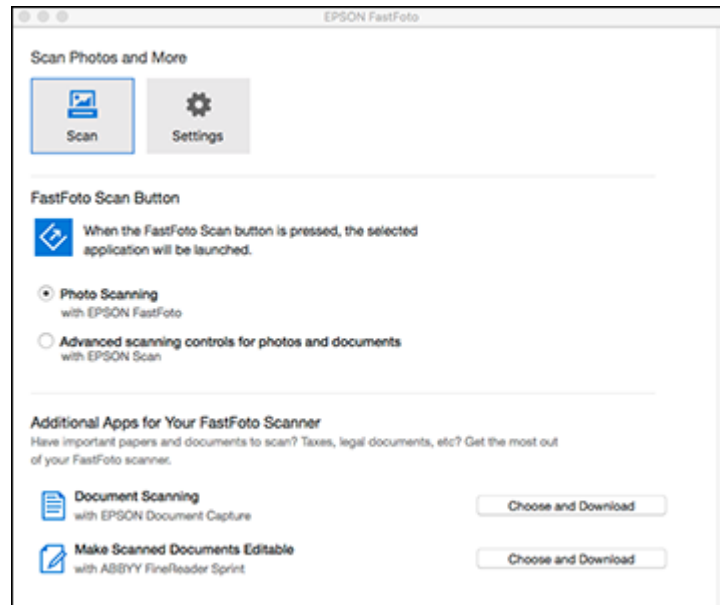 EPSON FastFoto
Scan Photos and More
Scan
Settings
FastFoto Scan Button
When the FastFoto Scan button is pressed, the selected
application will be launched.
Photo Scanning
with EPSON FastFoto
Advanced scanning controls for photos and documents
with EPSON Scan
Additional Apps for Your FastFoto Scanner
Have important papers and documents to scan? Taxes, legal documents, etc? Get the most out
of your FastFoto scanner.
Document Scanning
with EPSON Document Capture
Choose and Download
Make Scanned Documents Editable
with ABBYY FineReader Sprint
Choose and Download